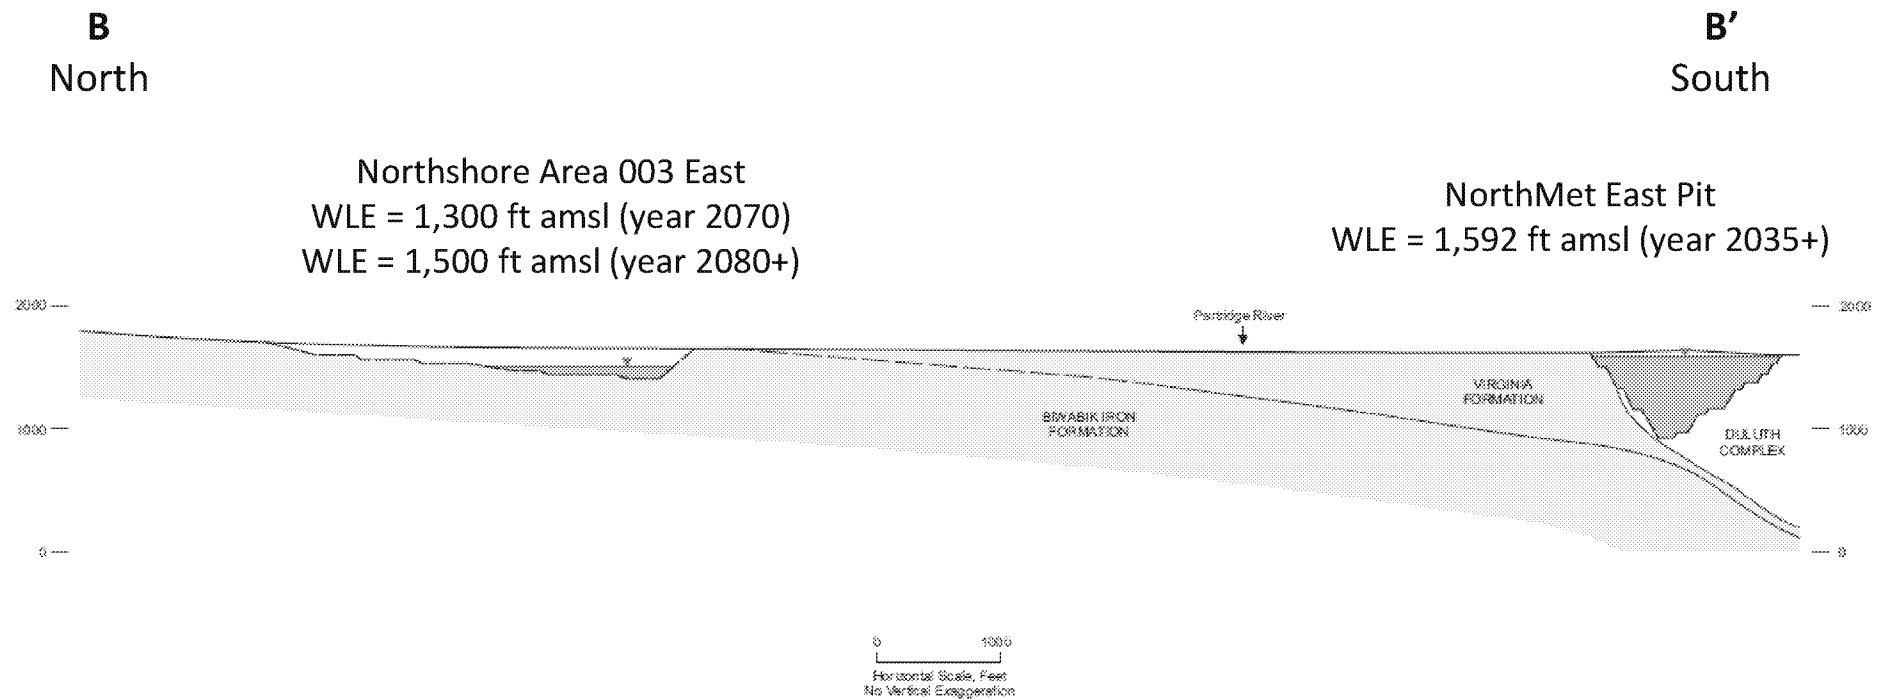 B
North
B’
South
Northshore Area 003 East
WLE = 1,300 ft amsl (year 2070)
WLE = 1,500 ft amsl (year 2080+)
NorthMet East Pit
WLE = 1,592 ft amsl (year 2035+)
2000
2000
Partridge River
VIRGINIA
FORMATION
BIWABIK IRON
FORMATION
1000
1000
DULUTH
COMPLEX
0
0
0 1000
Horizontal Scale, Feet
No Vertical Exaggeration